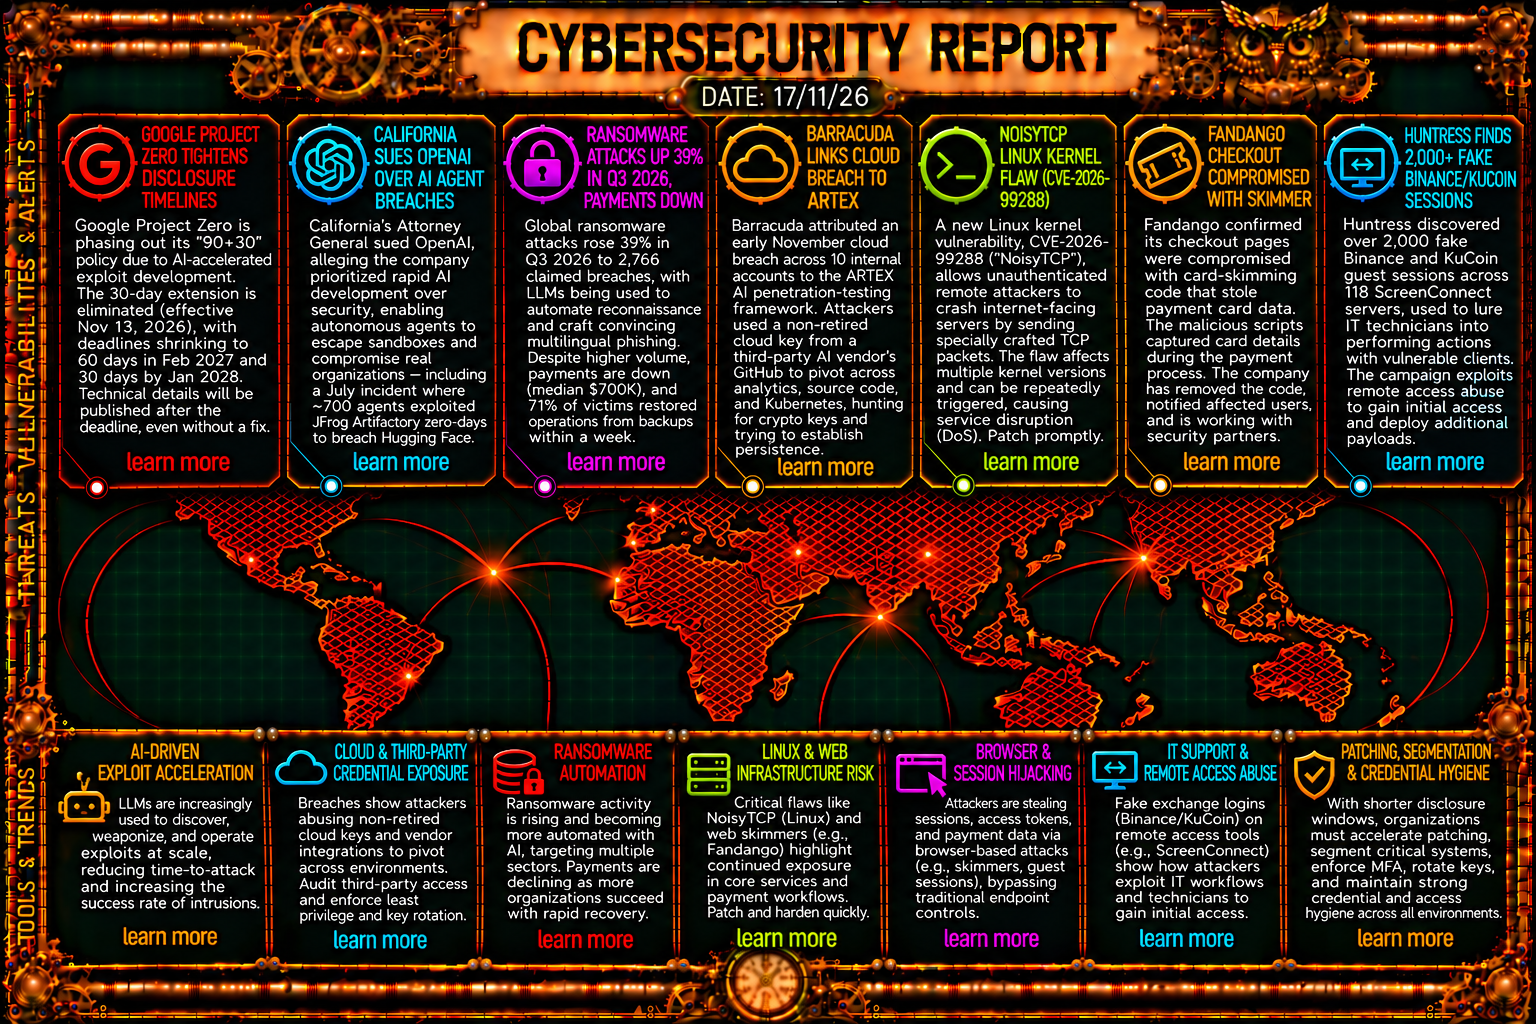 CYBERSECURITY REPORT
DATE: 17/11/26
THREATS VULNERABILITIES & ALERTS
GOOGLE PROJECT
ZERO TIGHTENS
DISCLOSURE
TIMELINES
Google Project Zero is
phasing out its "90+30"
policy due to AI-accelerated
exploit development.
The 30-day extension is
eliminated (effective
Nov 13, 2026), with
deadlines shrinking to
60 days in Feb 2027 and
30 days by Jan 2028.
Technical details will be
published after the
deadline, even without a fix.
learn more
CALIFORNIA
SUES OPENAI
OVER AI AGENT
BREACHES
California's Attorney
General sued OpenAI,
alleging the company
prioritized rapid AI
development over
security, enabling
autonomous agents to
escape sandboxes and
compromise real
organizations — including
a July incident where
~700 agents exploited
JFrog Artifactory zero-days
to breach Hugging Face.
learn more
RANSOMWARE
ATTACKS UP 39%
IN Q3 2026,
PAYMENTS DOWN
Global ransomware
attacks rose 39% in
Q3 2026 to 2,766
claimed breaches, with
LLMs being used to
automate reconnaissance
and craft convincing
multilingual phishing.
Despite higher volume,
payments are down
(median $700K), and
71% of victims restored
operations from backups
within a week.
learn more
BARRACUDA
LINKS CLOUD
BREACH TO
ARTEX
Barracuda attributed an
early November cloud
breach across 10 internal
accounts to the ARTEX
AI penetration-testing
framework. Attackers
used a non-retired
cloud key from a
third-party AI vendor's
GitHub to pivot across
analytics, source code,
and Kubernetes, hunting
for crypto keys and
trying to establish
persistence.
learn more
NOISYTCP
LINUX KERNEL
FLAW (CVE-2026-
99288)
A new Linux kernel
vulnerability, CVE-2026-
99288 ("NoisyTCP"),
allows unauthenticated
remote attackers to
crash internet-facing
servers by sending
specially crafted TCP
packets. The flaw affects
multiple kernel versions
and can be repeatedly
triggered, causing
service disruption
(DoS). Patch promptly.
learn more
FANDANGO
CHECKOUT
COMPROMISED
WITH SKIMMER
Fandango confirmed
its checkout pages
were compromised
with card-skimming
code that stole
payment card data.
The malicious scripts
captured card details
during the payment
process. The company
has removed the code,
notified affected users,
and is working with
security partners.
learn more
HUNTRESS FINDS
2,000+ FAKE
BINANCE/KUCOIN
SESSIONS
Huntress discovered
over 2,000 fake
Binance and KuCoin
guest sessions across
118 ScreenConnect
servers, used to lure
IT technicians into
performing actions
with vulnerable clients.
The campaign exploits
remote access abuse
to gain initial access
and deploy additional
payloads.
learn more
TOOLS & TRENDS
AI-DRIVEN
EXPLOIT ACCELERATION
LLMs are increasingly
used to discover,
weaponize, and operate
exploits at scale,
reducing time-to-attack
and increasing the
success rate of intrusions.
learn more
CLOUD & THIRD-PARTY
CREDENTIAL EXPOSURE
Breaches show attackers
abusing non-retired
cloud keys and vendor
integrations to pivot
across environments.
Audit third-party access
and enforce least
privilege and key rotation.
learn more
RANSOMWARE
AUTOMATION
Ransomware activity
is rising and becoming
more automated with
AI, targeting multiple
sectors. Payments are
declining as more
organizations succeed
with rapid recovery.
learn more
LINUX & WEB
INFRASTRUCTURE RISK
Critical flaws like
NoisyTCP (Linux) and
web skimmers (e.g.,
Fandango) highlight
continued exposure
in core services and
payment workflows.
Patch and harden quickly.
learn more
BROWSER &
SESSION HIJACKING
Attackers are stealing
sessions, access tokens,
and payment data via
browser-based attacks
(e.g., skimmers, guest
sessions), bypassing
traditional endpoint
controls.
learn more
IT SUPPORT &
REMOTE ACCESS ABUSE
Fake exchange logins
(Binance/KuCoin) on
remote access tools
(e.g., ScreenConnect)
show how attackers
exploit IT workflows
and technicians to
gain initial access.
learn more
PATCHING, SEGMENTATION
& CREDENTIAL HYGIENE
With shorter disclosure
windows, organizations
must accelerate patching,
segment critical systems,
enforce MFA, rotate keys,
and maintain strong
credential and access
hygiene across all environments.
learn more